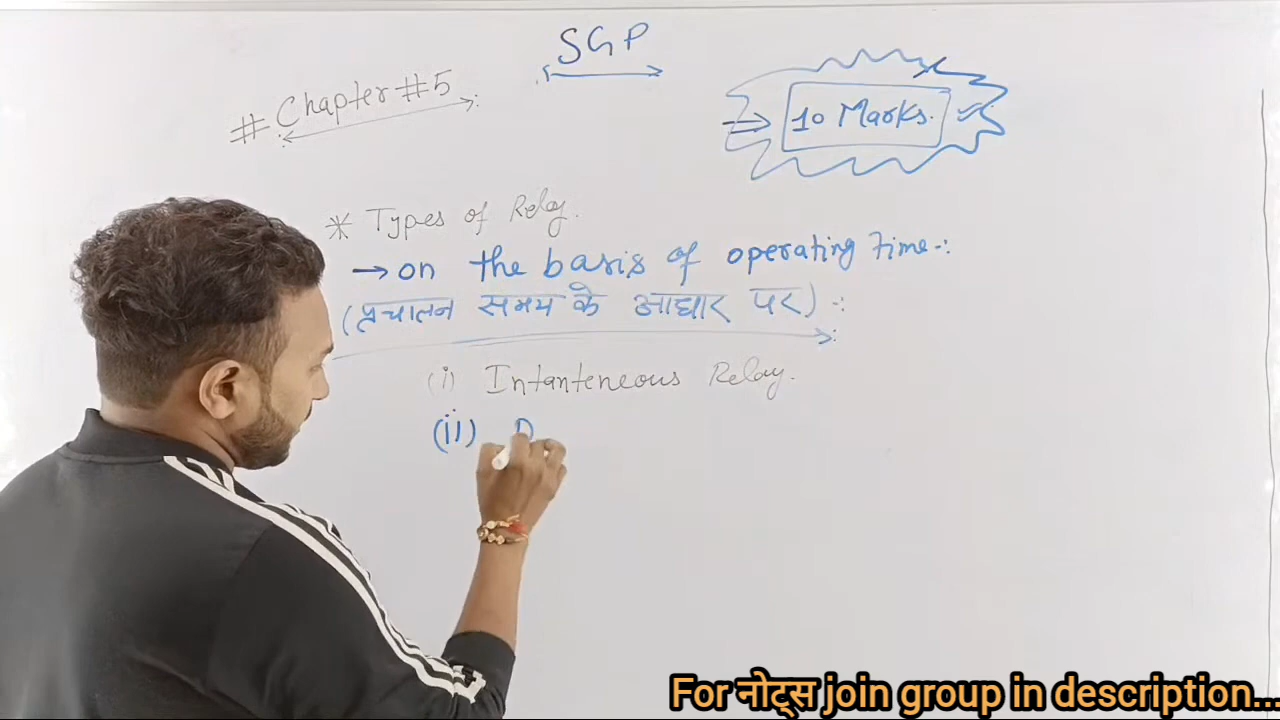 SGP
# Chapter #5
10 Marks.
* Types of Relay.
→ on the basis of operating time :
(प्रचालन समय के आधार पर) :
(i) Intanteneous Relay.
(ii) D
For नोट्स join group in description...